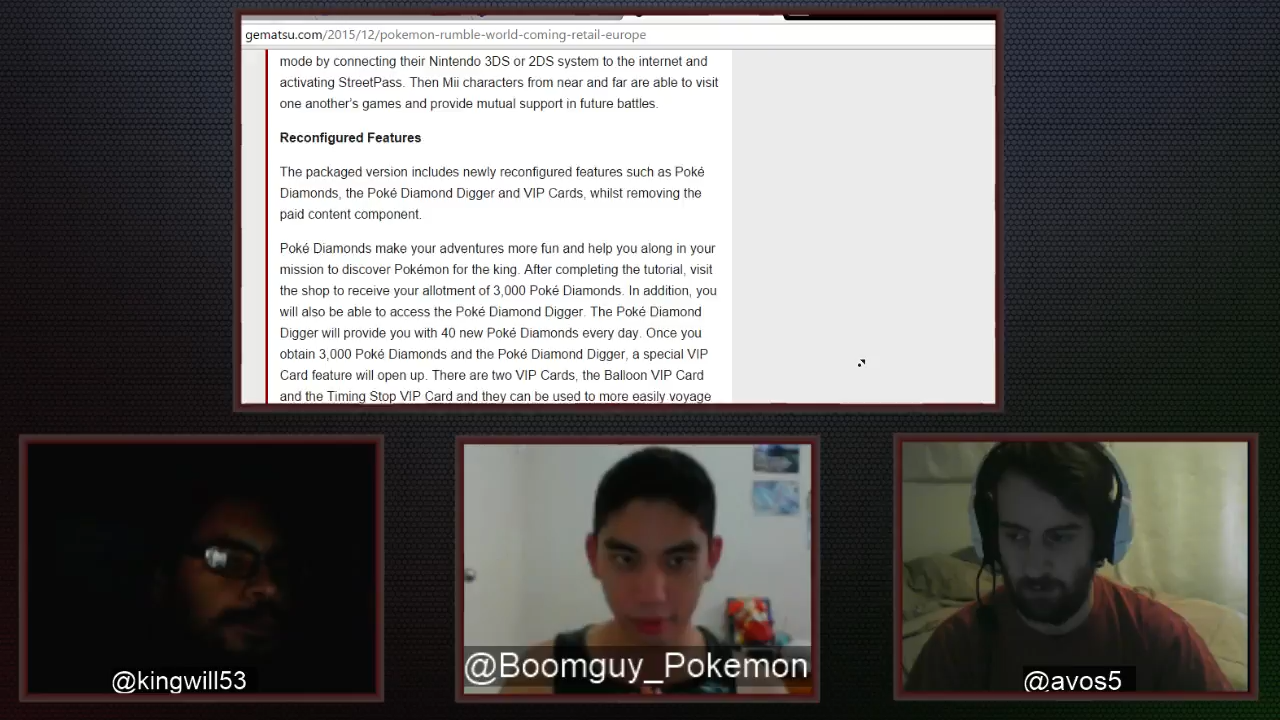 gematsu.com/2015/12/pokemon-rumble-world-coming-retail-europe
mode by connecting their Nintendo 3DS or 2DS system to the internet and
activating StreetPass. Then Mii characters from near and far are able to visit
one another's games and provide mutual support in future battles.
Reconfigured Features
The packaged version includes newly reconfigured features such as Poké
Diamonds, the Poké Diamond Digger and VIP Cards, whilst removing the
paid content component.
Poké Diamonds make your adventures more fun and help you along in your
mission to discover Pokémon for the king. After completing the tutorial, visit
the shop to receive your allotment of 3,000 Poké Diamonds. In addition, you
will also be able to access the Poké Diamond Digger. The Poké Diamond
Digger will provide you with 40 new Poké Diamonds every day. Once you
obtain 3,000 Poké Diamonds and the Poké Diamond Digger, a special VIP
Card feature will open up. There are two VIP Cards, the Balloon VIP Card
and the Timing Stop VIP Card and they can be used to more easily voyage
@kingwill53
@Boomguy_Pokemon
@avos5